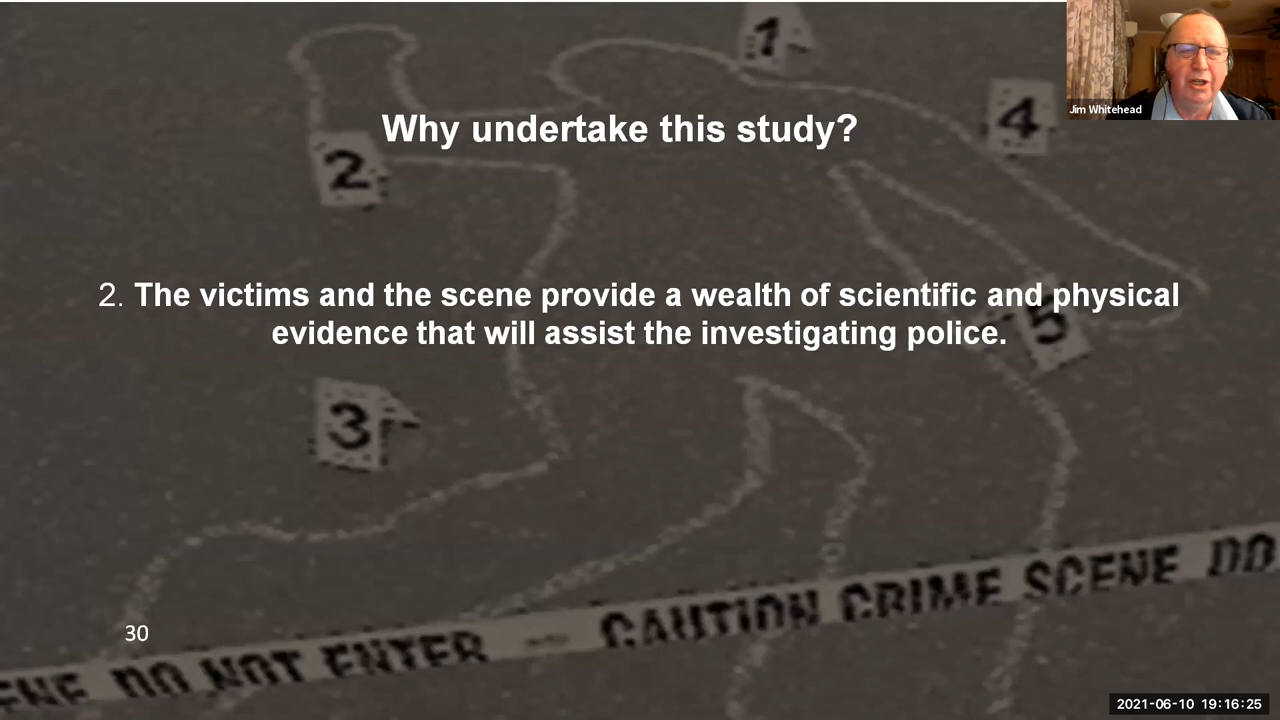 1
Jim Whitehead
4
Why undertake this study?
2
2. The victims and the scene provide a wealth of scientific and physical
evidence that will assist the investigating police.
5
3
30
ENE DO NOT ENTER - CAUTION CRIME SCENE DO
2021-06-10 19:16:25